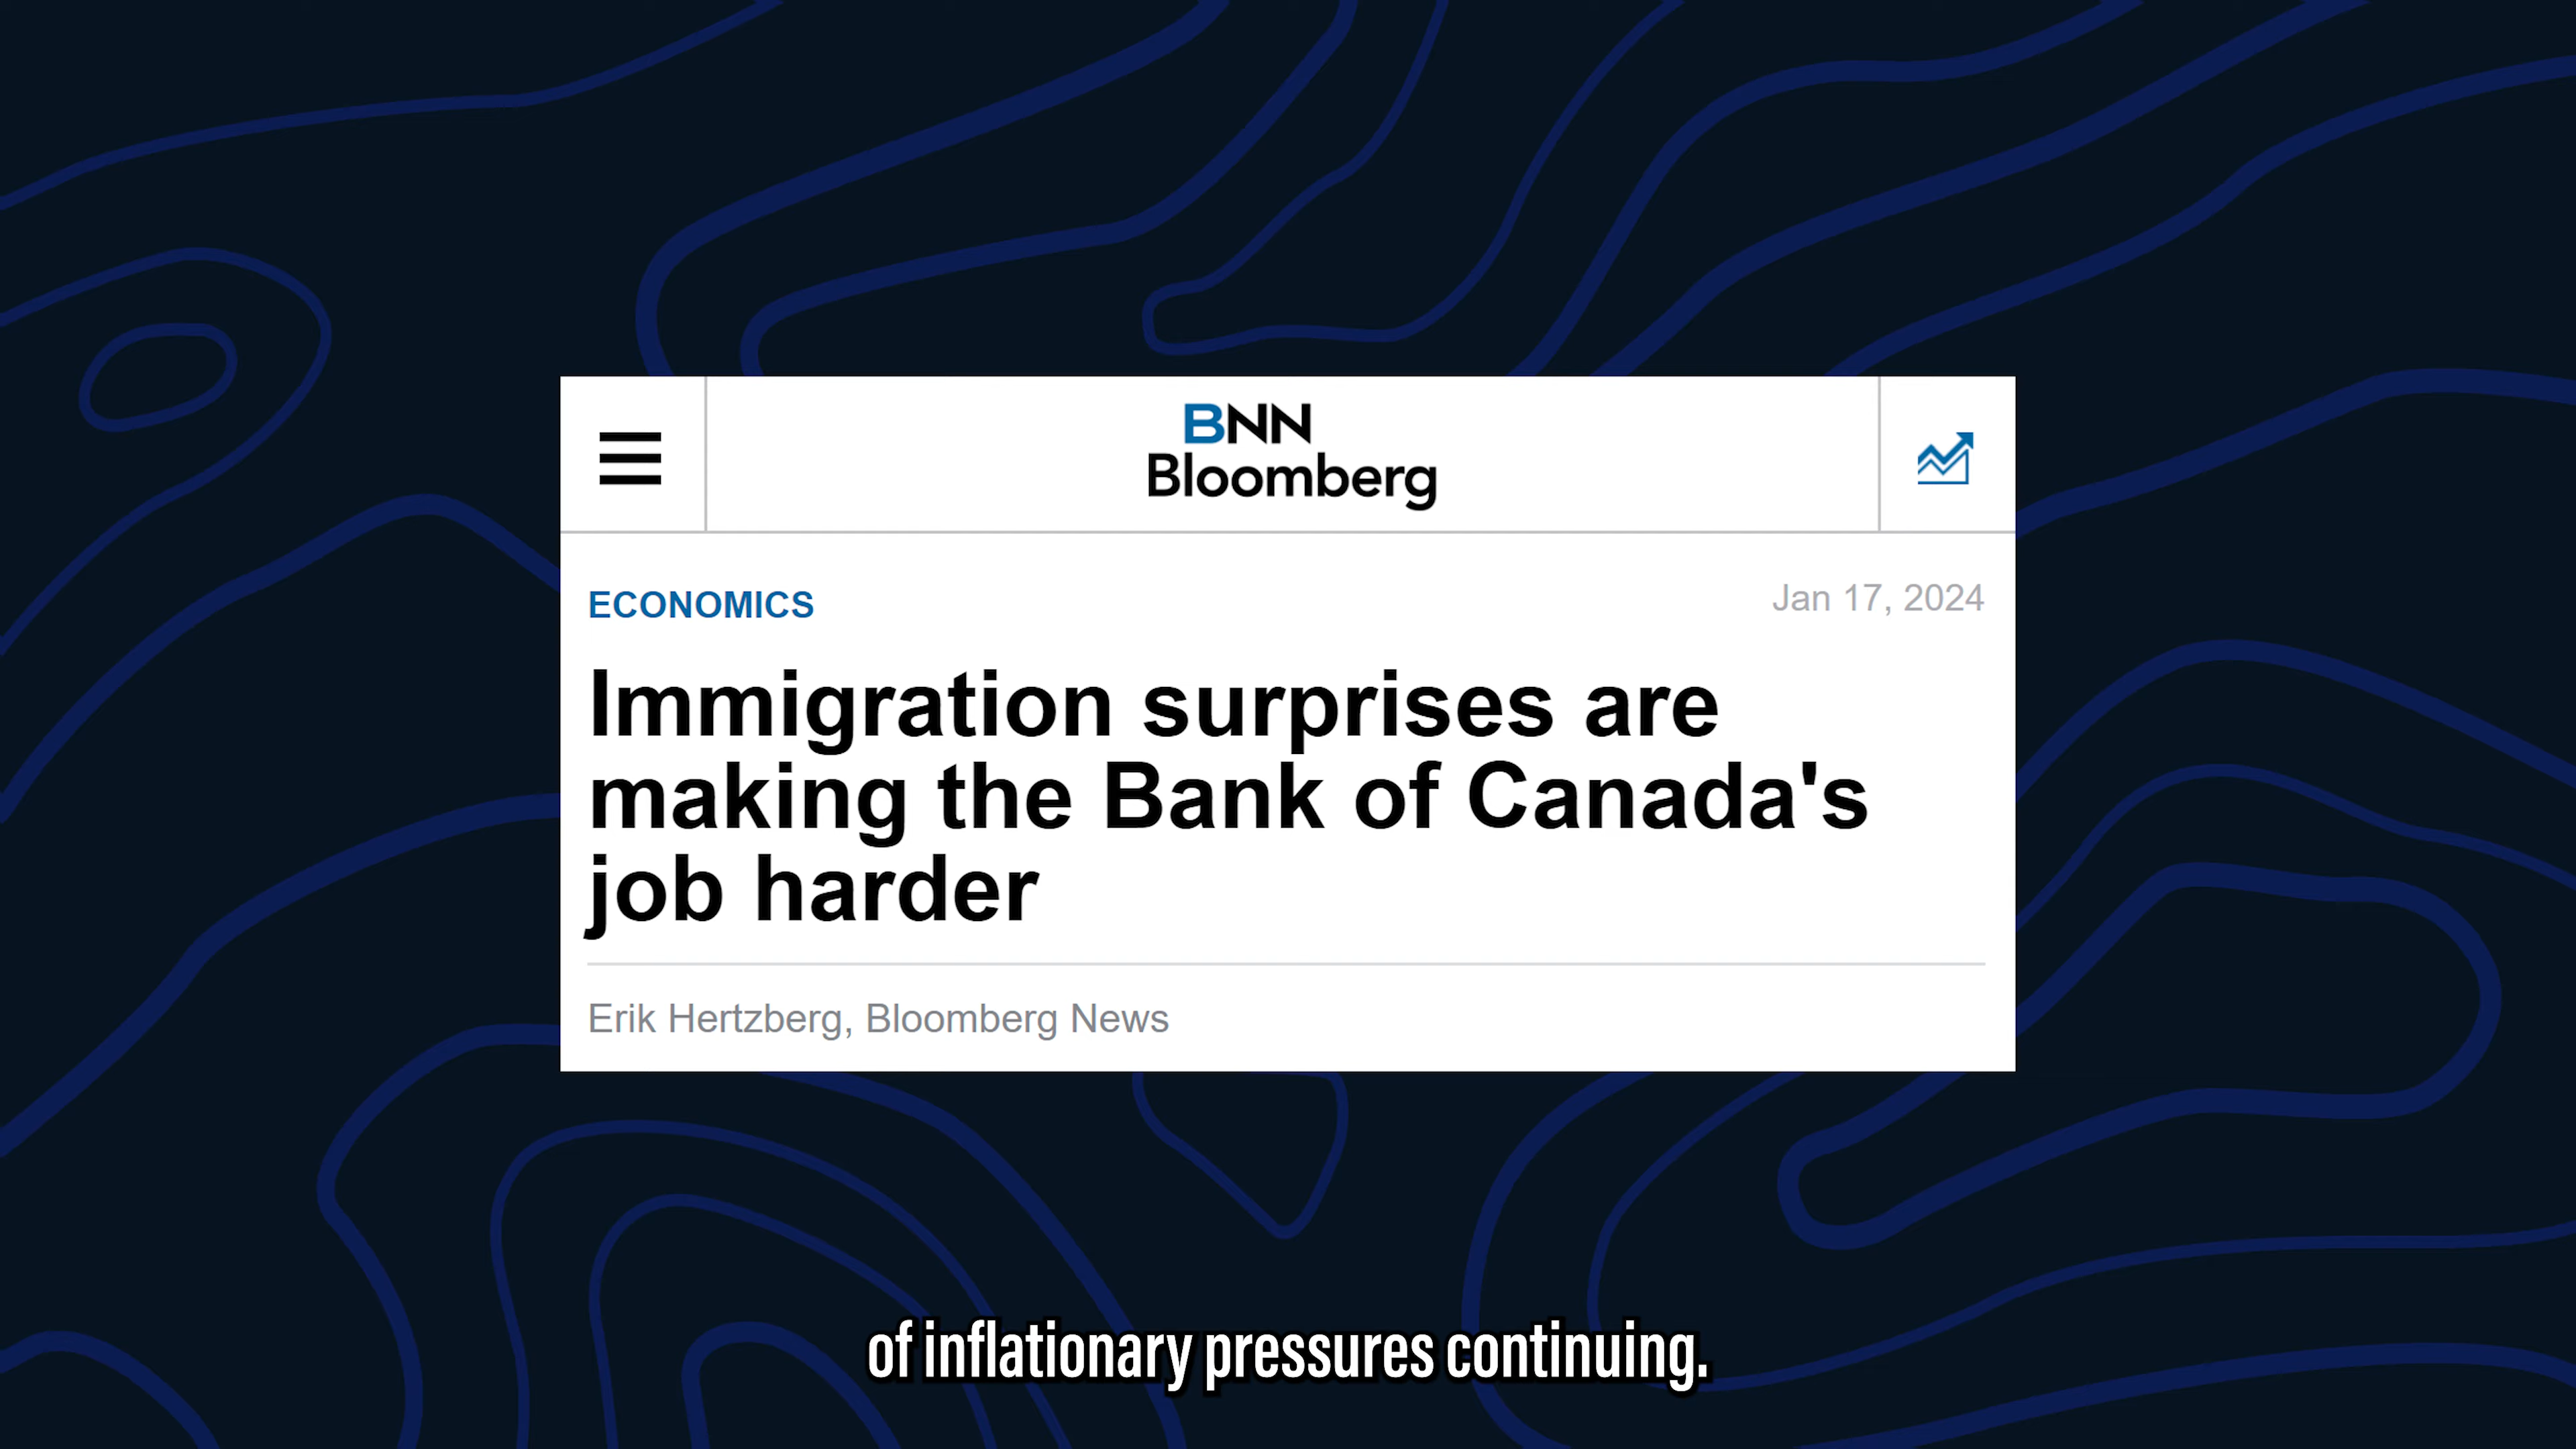 BNN
Bloomberg
ECONOMICS
Jan 17, 2024
Immigration surprises are
making the Bank of Canada's
job harder
Erik Hertzberg, Bloomberg News
of inflationary pressures continuing.